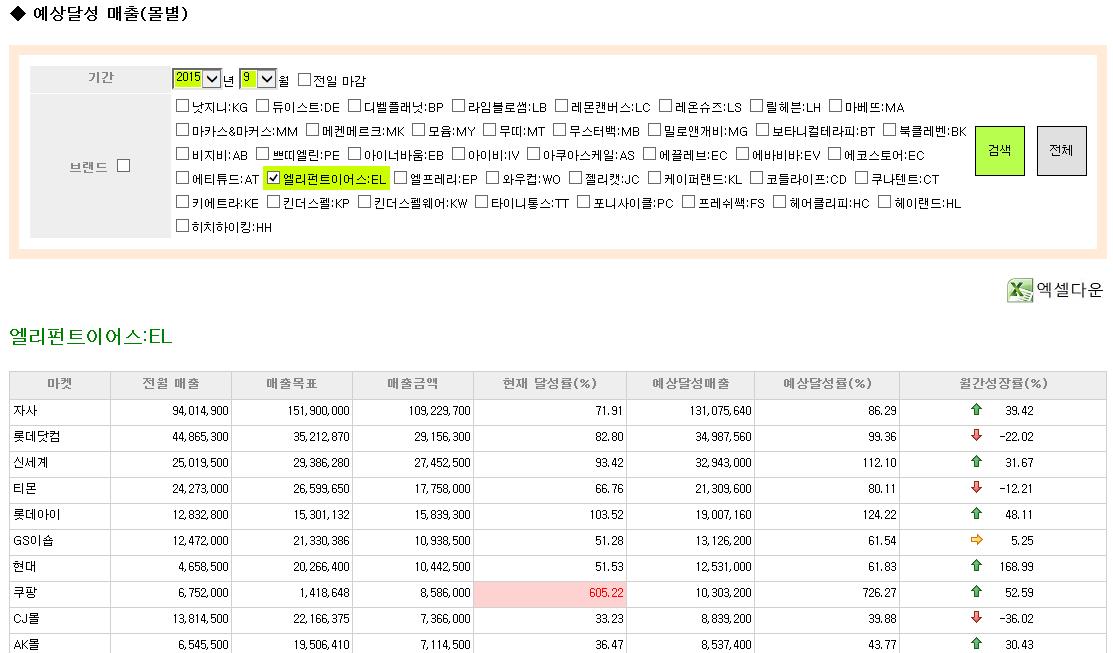 ◆ 예상달성 매출(몰별)
기간 2015 년 9 월 전일 마감
낫지니:KG 듀이스트:DE 디벨플래닛:BP 라임블로썸:LB 레몬캔버스:LC 레온슈즈:LS 릴헤븐:LH 마베뜨:MA
마카스&마커스:MM 메켄메르크:MK 모윰:MY 무띠:MT 무스터백:MB 밀로앤개비:MG 보타니컬테라피:BT 북클레벤:BK
브랜드 비지비:AB 쁘띠엘린:PE 아이너바움:EB 아이비:IV 아쿠아스케일:AS 에끌레브:EC 에바비바:EV 에코스토어:EC 검색 전체
에티튜드:AT 엘리펀트이어스:EL 엘프레리:EP 와우컵:WO 젤리캣:JC 케이퍼랜드:KL 코들라이프:CD 쿠나텐트:CT
키에트라:KE 킨더스펠:KP 킨더스펠웨어:KW 타이니통스:TT 포니사이클:PC 프레쉬쌕:FS 헤어클리피:HC 헤이랜드:HL
히치하이킹:HH
엑셀다운
엘리펀트이어스:EL
마켓 전월 매출 매출목표 매출금액 현재 달성률(%) 예상달성매출 예상달성률(%) 월간성장률(%)
자사 94,014,900 151,900,000 109,229,700 71.91 131,075,640 86.29 39.42
롯데닷컴 44,865,300 35,212,870 29,156,300 82.80 34,987,560 99.36 -22.02
신세계 25,019,500 29,386,280 27,452,500 93.42 32,943,000 112.10 31.67
티몬 24,273,000 26,599,650 17,758,000 66.76 21,309,600 80.11 -12.21
롯데아이 12,832,800 15,301,132 15,839,300 103.52 19,007,160 124.22 48.11
GS이숍 12,472,000 21,330,386 10,938,500 51.28 13,126,200 61.54 5.25
현대 4,658,500 20,266,400 10,442,500 51.53 12,531,000 61.83 168.99
쿠팡 6,752,000 1,418,648 8,586,000 605.22 10,303,200 726.27 52.59
CJ몰 13,814,500 22,166,375 7,366,000 33.23 8,839,200 39.88 -36.02
AK몰 6,545,500 19,506,410 7,114,500 36.47 8,537,400 43.77 30.43